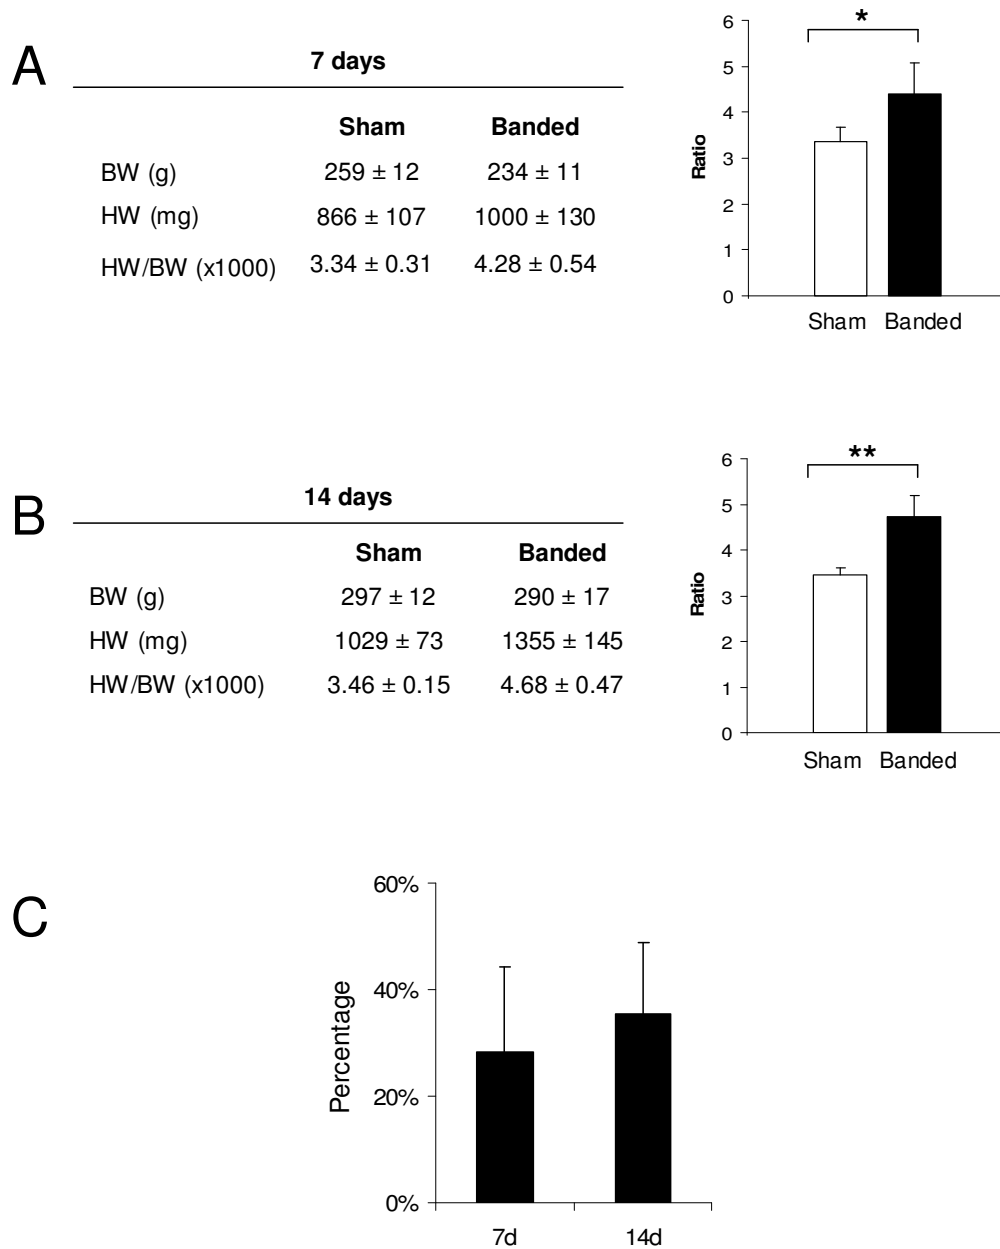 A
7 days
Sham Banded
BW (g) 259 ± 12 234 ± 11
HW (mg) 866 ± 107 1000 ± 130
HW/BW (x1000) 3.34 ± 0.31 4.28 ± 0.54
*
6
5
4
3
2
1
0
Ratio
Sham Banded
B
14 days
Sham Banded
BW (g) 297 ± 12 290 ± 17
HW (mg) 1029 ± 73 1355 ± 145
HW/BW (x1000) 3.46 ± 0.15 4.68 ± 0.47
**
6
5
4
3
2
1
0
Ratio
Sham Banded
C
60%
40%
20%
0%
Percentage
7d 14d